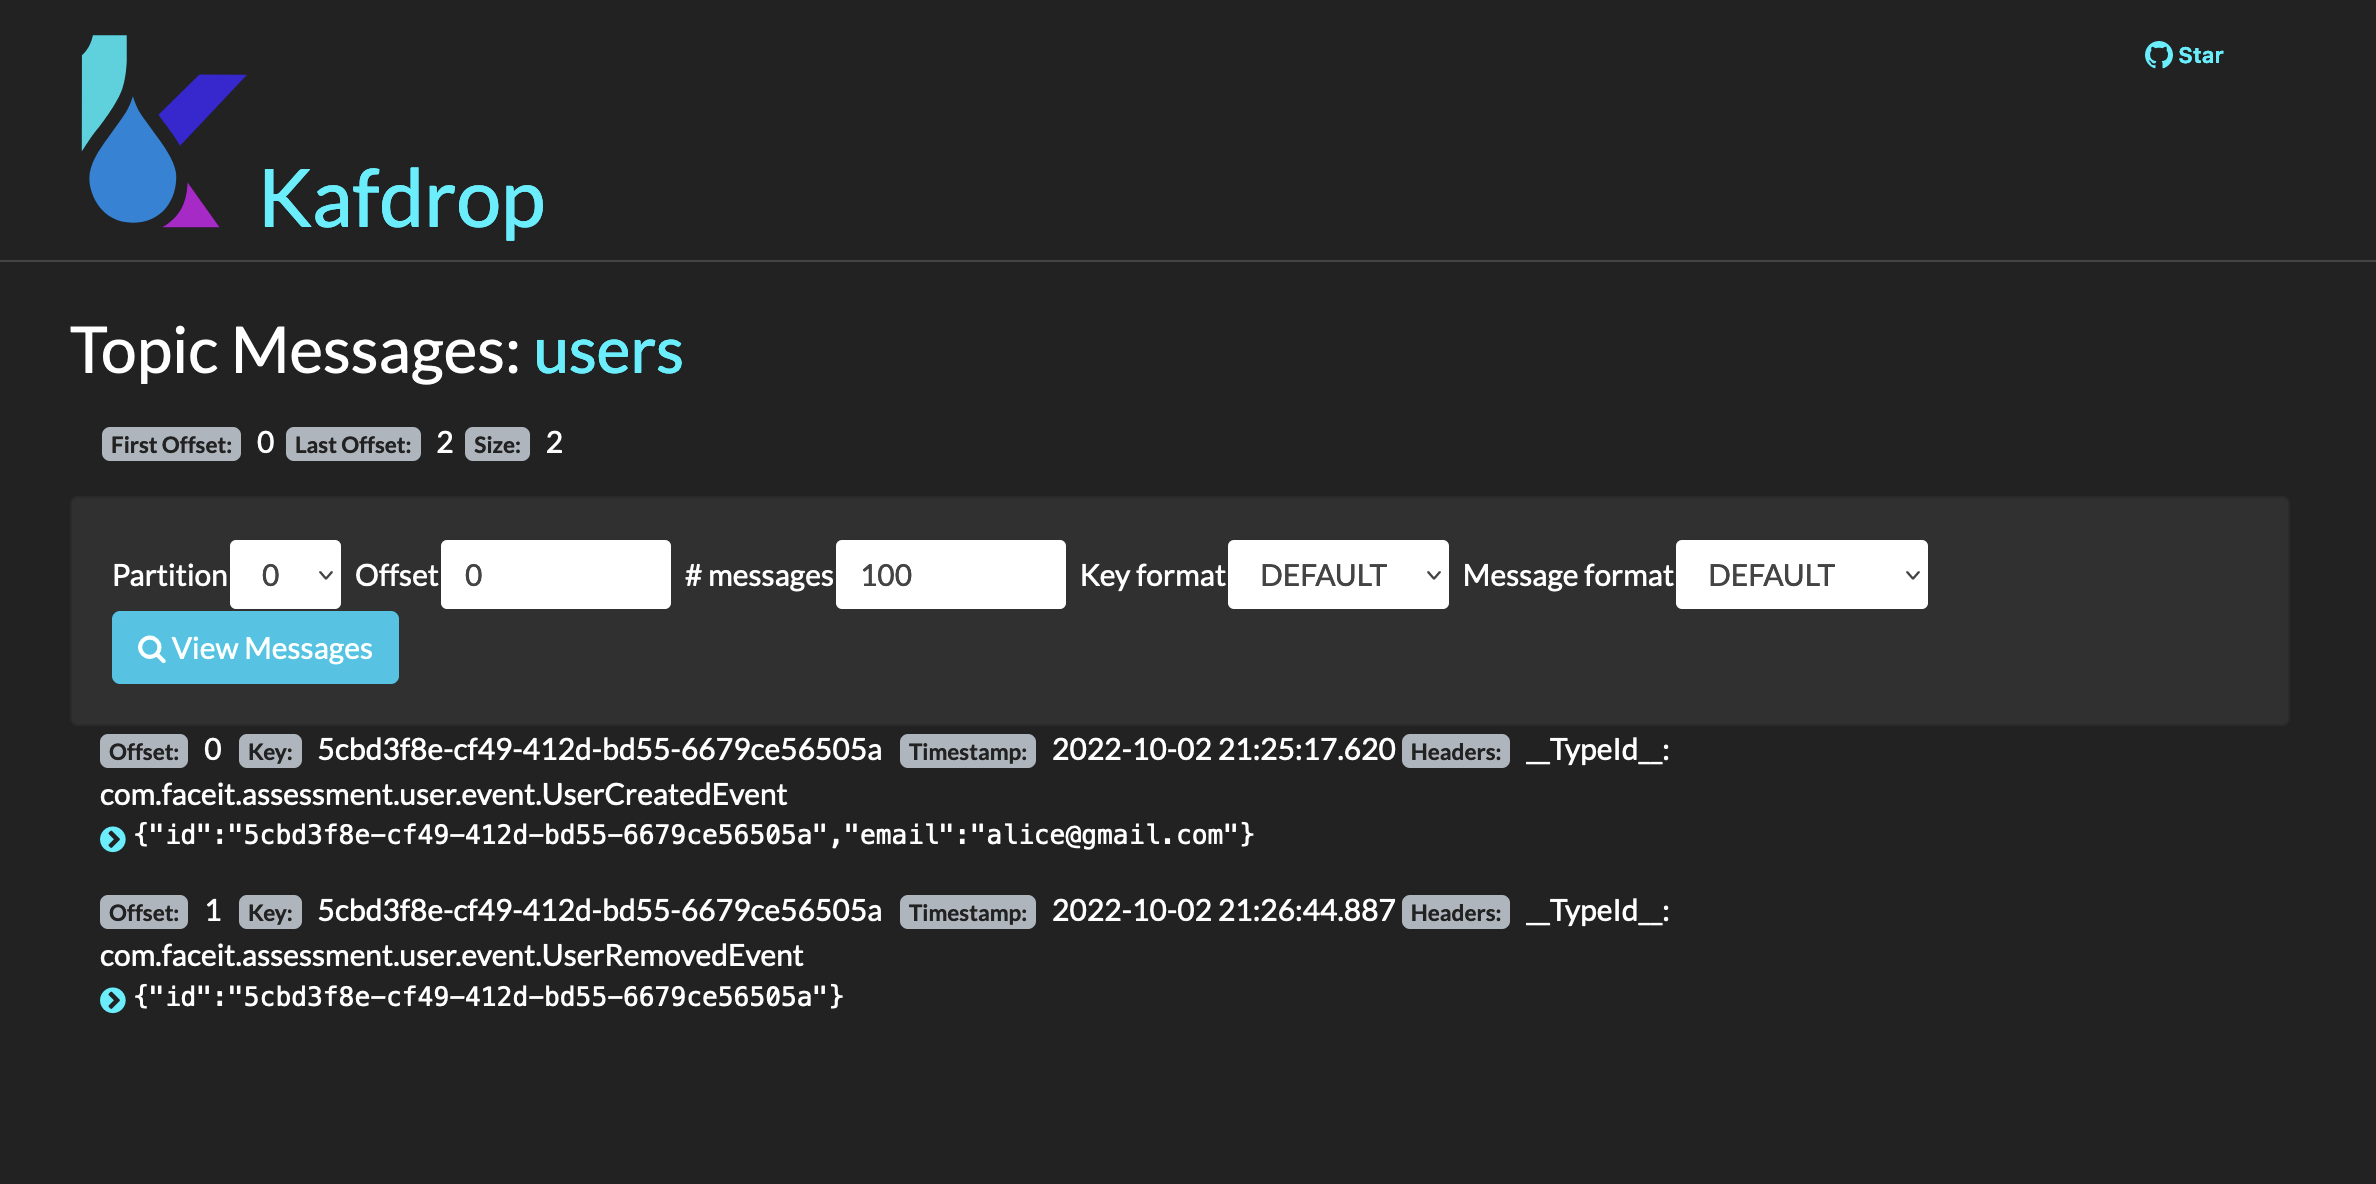 Star
Kafdrop
Topic Messages: users
First Offset: 0 Last Offset: 2 Size: 2
Partition 0 Offset 0 # messages 100 Key format DEFAULT Message format DEFAULT
View Messages
Offset: 0 Key: 5cbd3f8e-cf49-412d-bd55-6679ce56505a Timestamp: 2022-10-02 21:25:17.620 Headers: __TypeId__:
com.faceit.assessment.user.event.UserCreatedEvent
{"id":"5cbd3f8e-cf49-412d-bd55-6679ce56505a","email":"alice@gmail.com"}
Offset: 1 Key: 5cbd3f8e-cf49-412d-bd55-6679ce56505a Timestamp: 2022-10-02 21:26:44.887 Headers: __TypeId__:
com.faceit.assessment.user.event.UserRemovedEvent
{"id":"5cbd3f8e-cf49-412d-bd55-6679ce56505a"}